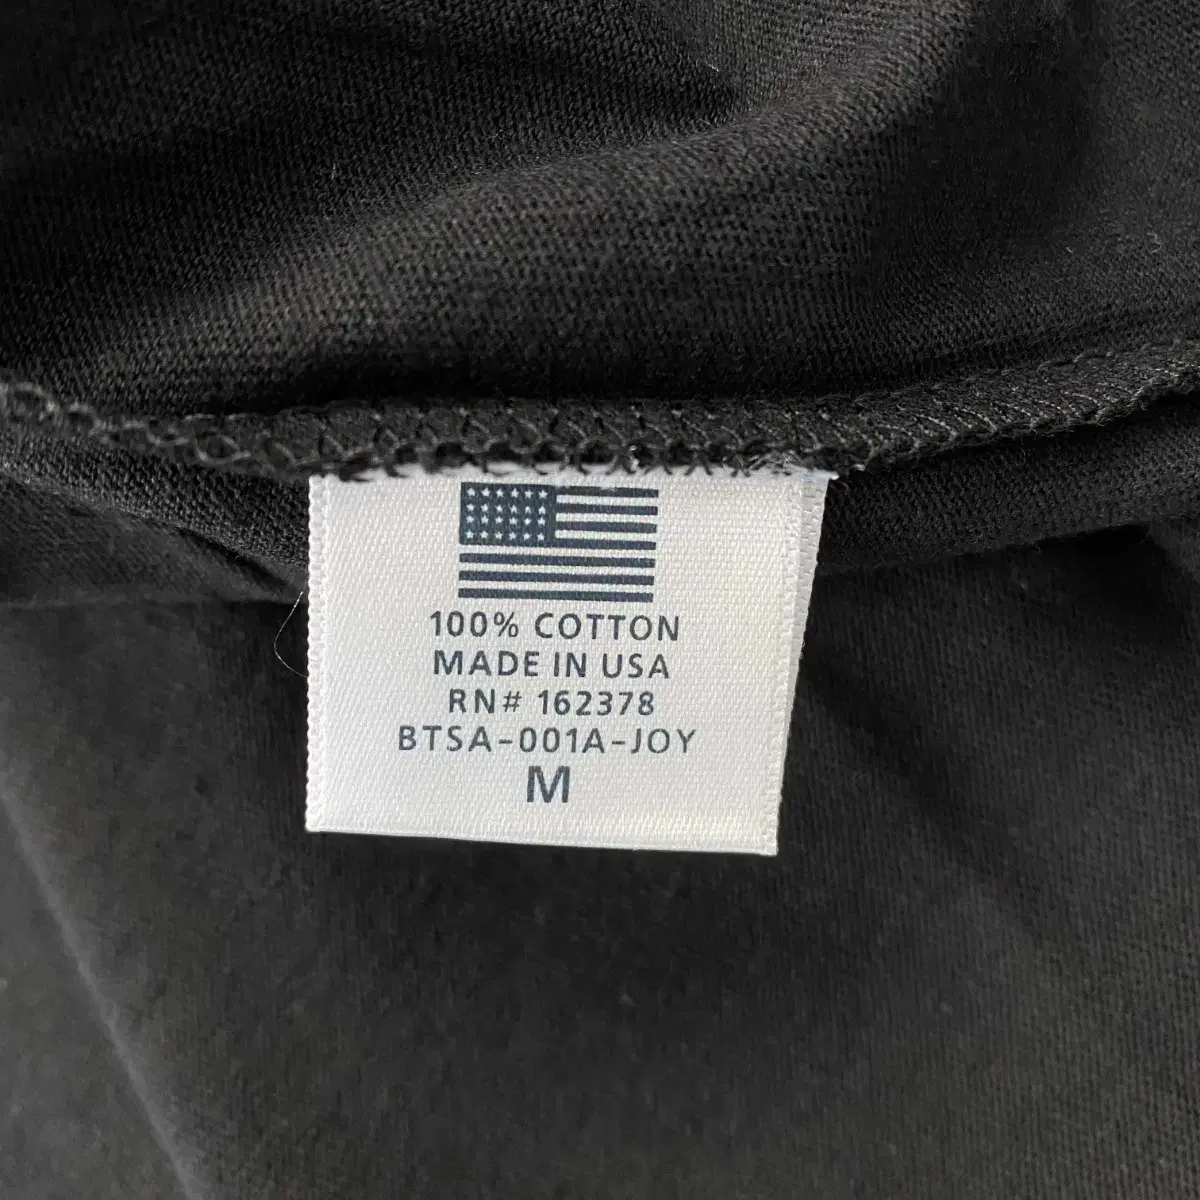 100% COTTON
MADE IN USA
RN# 162378
BTSA-001A-JOY
M